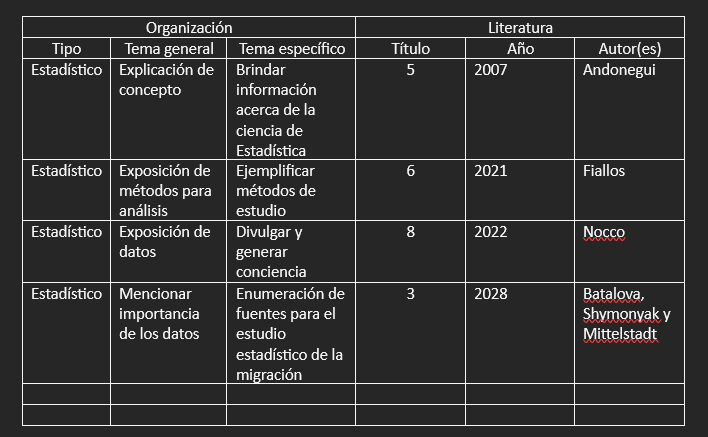 Organización Literatura
Tipo Tema general Tema específico Título Año Autor(es)
Estadístico Explicación de Brindar 5 2007 Andonegui
concepto información
acerca de la
ciencia de
Estadística
Estadístico Exposición de Ejemplificar 6 2021 Fiallos
métodos para métodos de
análisis estudio
Estadístico Exposición de Divulgar y 8 2022 Nocco
datos generar
conciencia
Estadístico Mencionar Enumeración de 3 2028 Batalova,
importancia fuentes para el Shymonyak y
de los datos estudio Mittelstadt
estadístico de la
migración